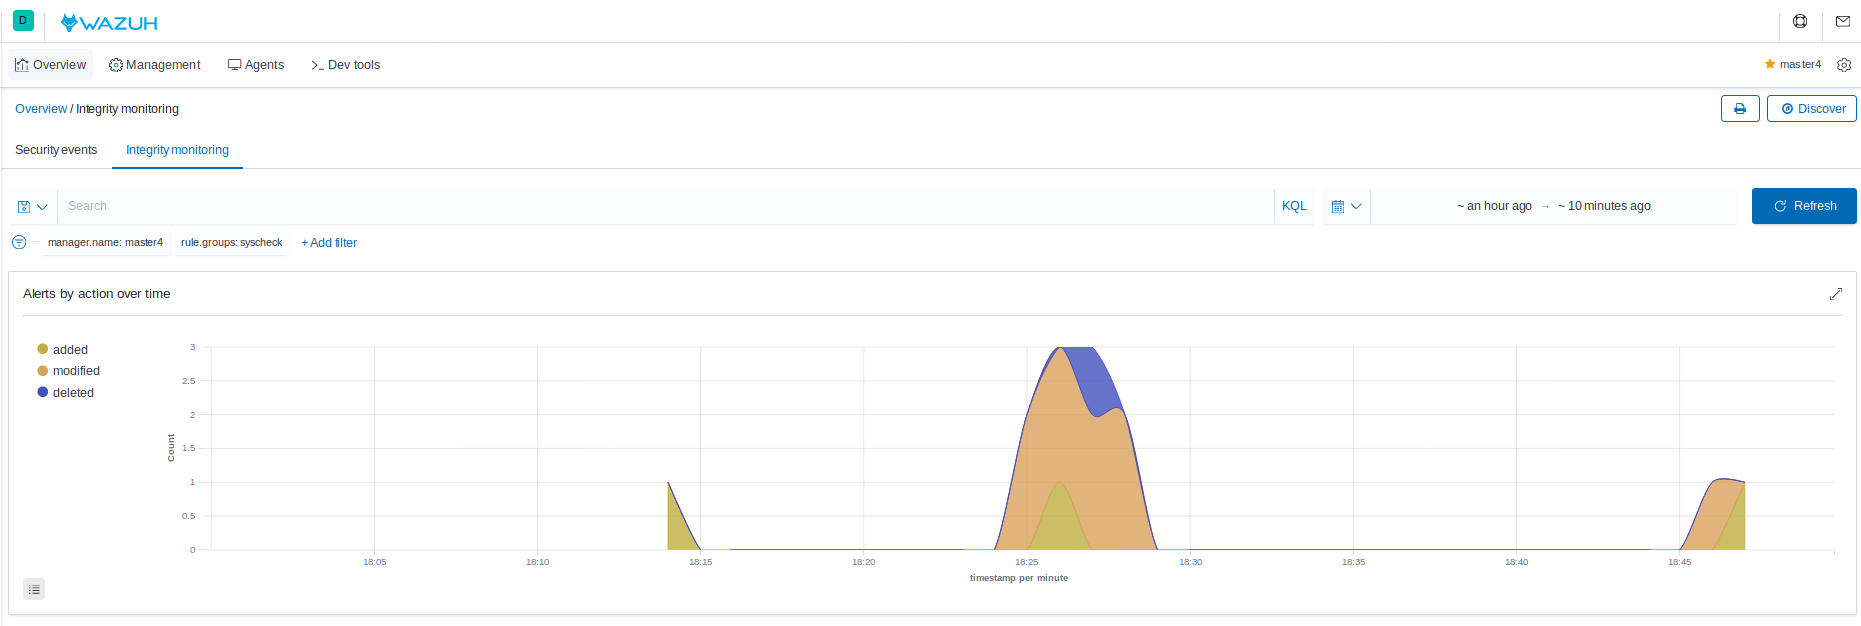 D WAZUH
Overview Management Agents >_ Dev tools master4
Overview / Integrity monitoring Discover
Security events Integrity monitoring
Search KQL ~ an hour ago → ~ 10 minutes ago Refresh
manager.name: master4 rule.groups: syscheck + Add filter
Alerts by action over time
added
modified
deleted
3
2.5
2
1.5
1
0.5
0
Count
18:05 18:10 18:15 18:20 18:25 18:30 18:35 18:40 18:45
timestamp per minute